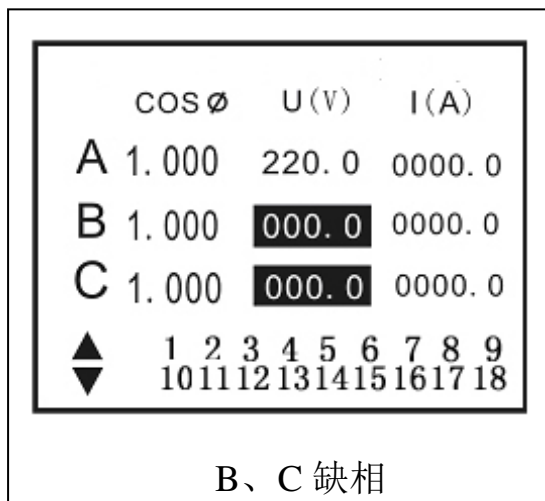 COSØ U(V) I(A)
A 1.000 220.0 0000.0
B 1.000 000.0 0000.0
C 1.000 000.0 0000.0
▲ 1 2 3 4 5 6 7 8 9
▼ 10 11 12 13 14 15 16 17 18
B、C 缺相